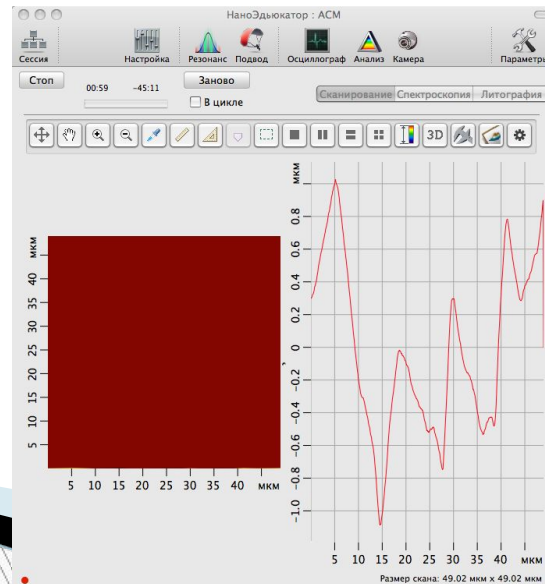 НаноЭдьюкатор : АСМ
Сессия Настройка Резонанс Подвод Осциллограф Анализ Камера Параметры
Стоп 00:59 -45:11 Заново
В цикле
Сканирование Спектроскопия Литография
3D
мкм
40
35
30
25
20
15
10
5
5 10 15 20 25 30 35 40 мкм
мкм
0.8
0.6
0.4
0.2
0
-0.2
-0.4
-0.6
-0.8
-1.0
5 10 15 20 25 30 35 40 мкм
Размер скана: 49.02 мкм x 49.02 мкм